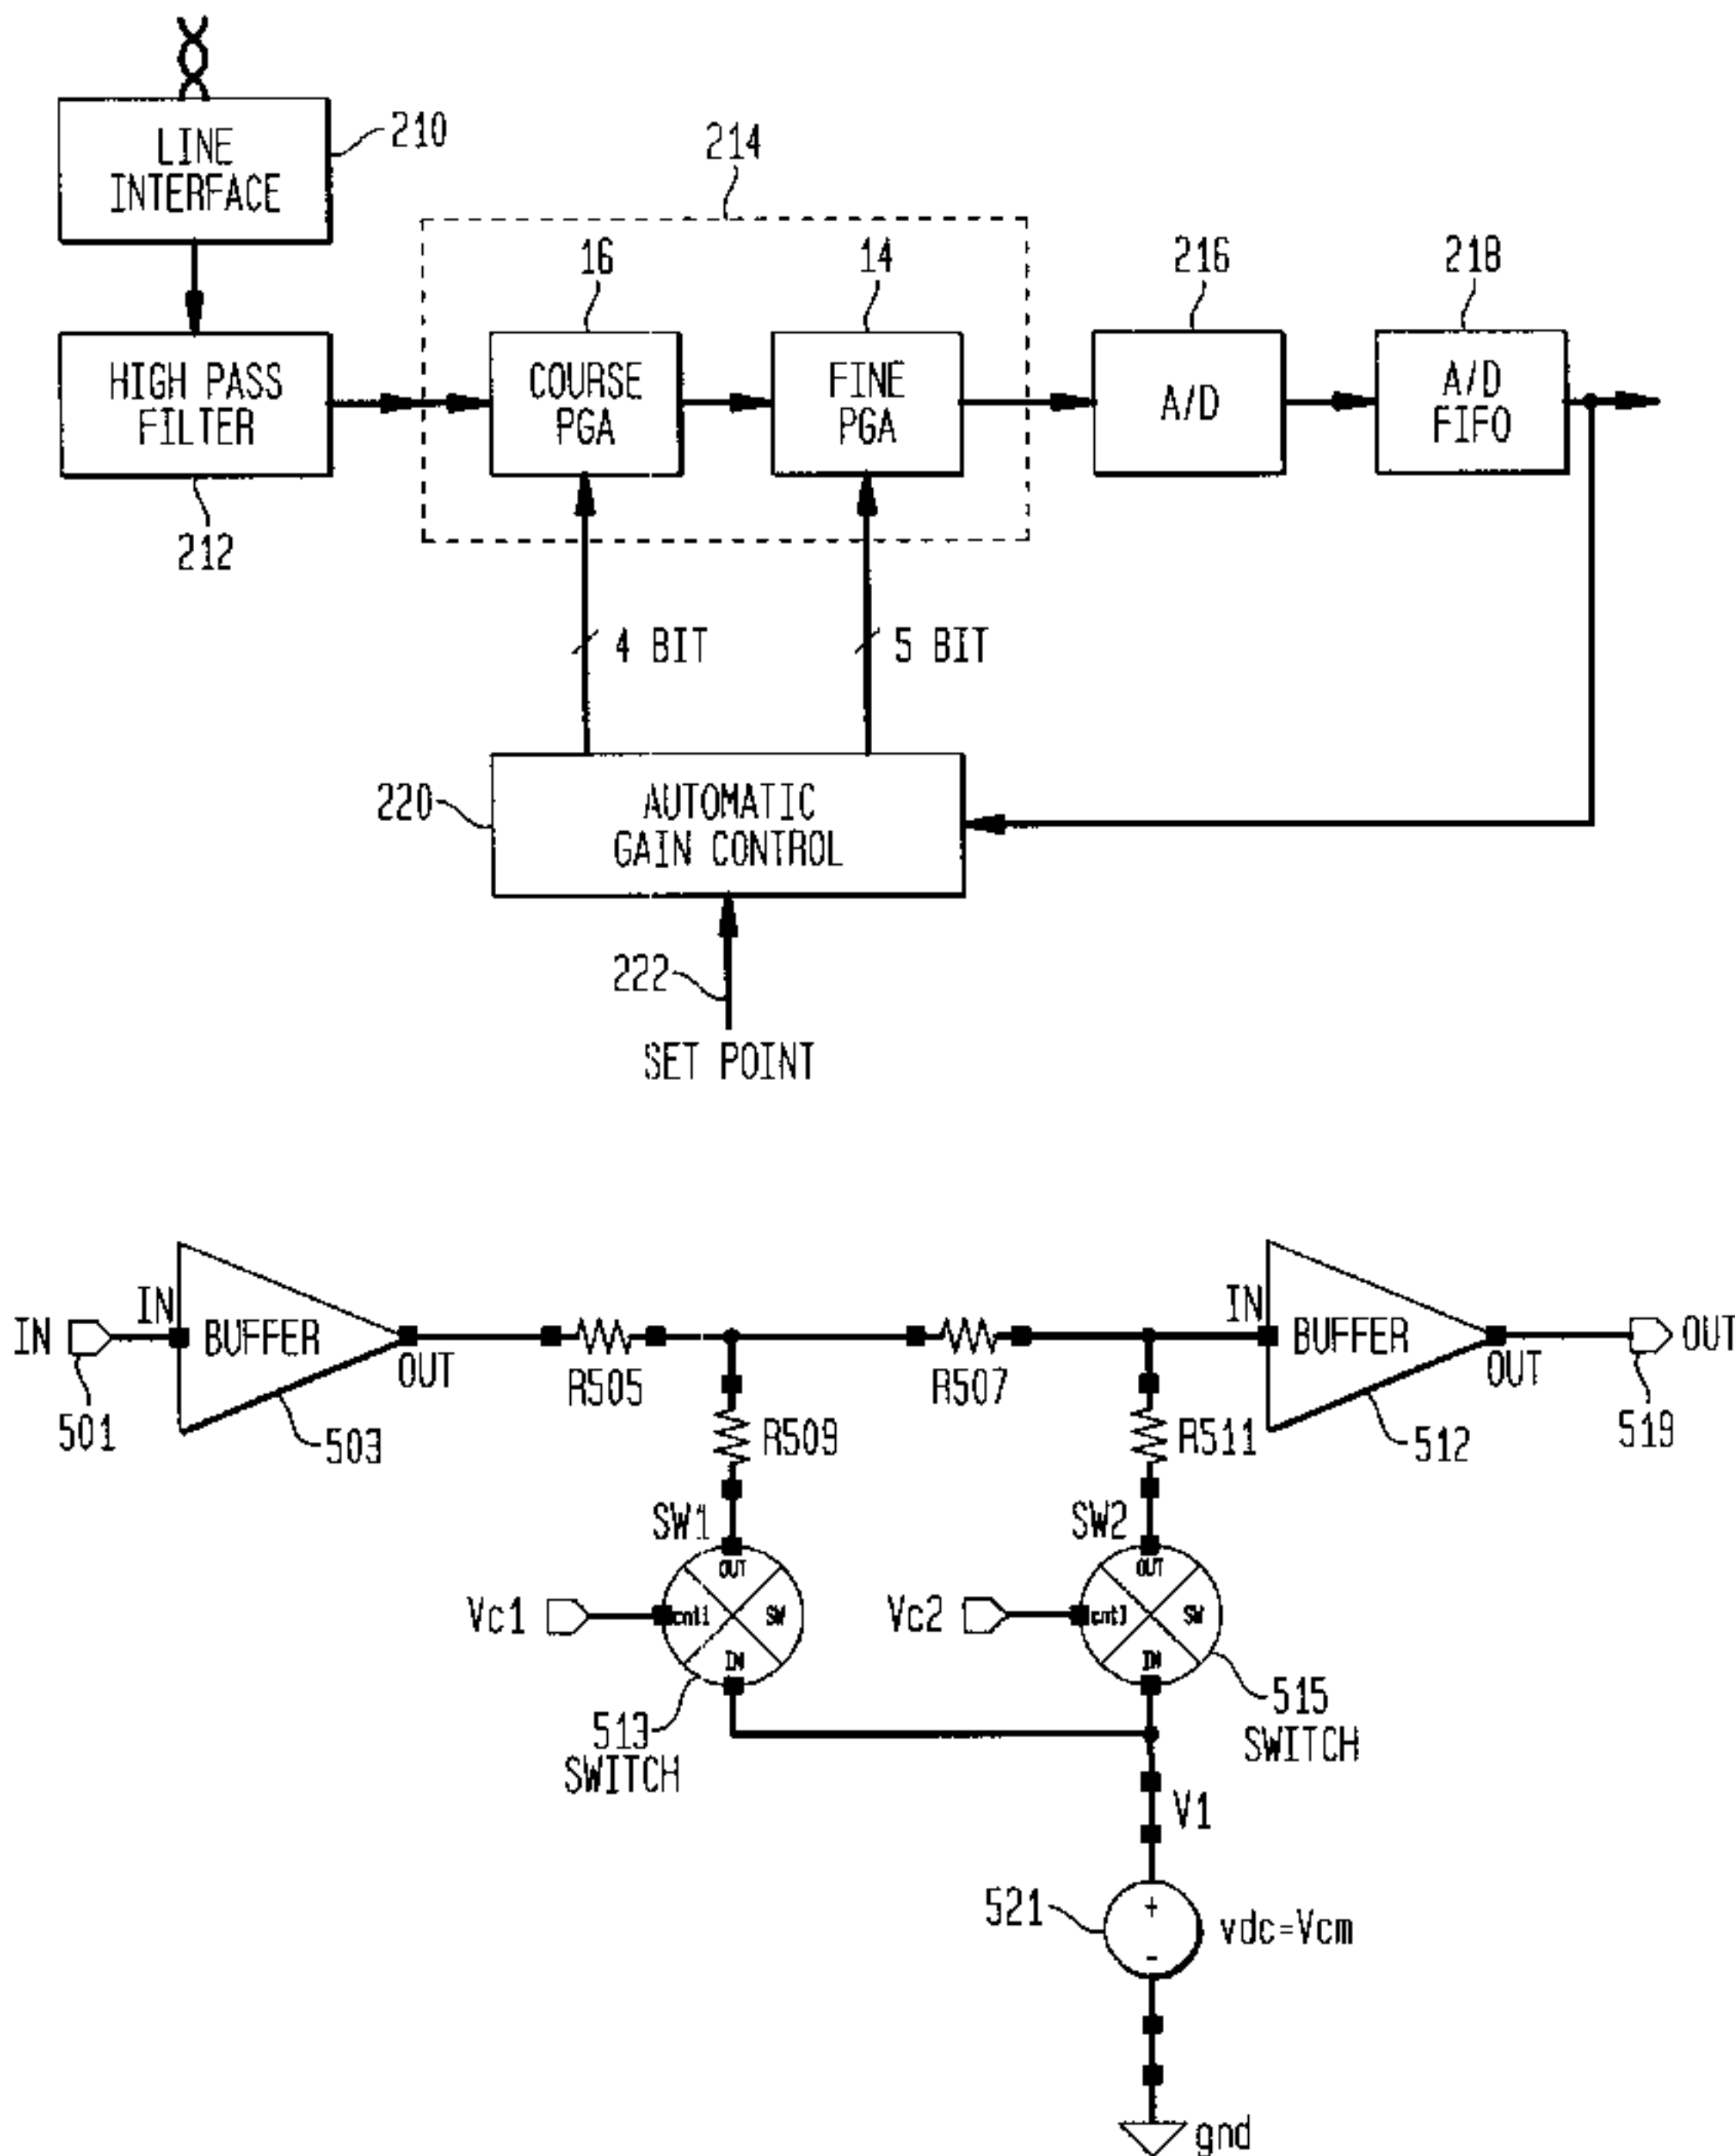 LINE
INTERFACE
210
214
16
14
216
218
HIGH PASS
FILTER
COURSE
PGA
FINE
PGA
A/D
A/D
FIFO
212
4 BIT
5 BIT
220
AUTOMATIC
GAIN CONTROL
222
SET POINT
IN
IN
BUFFER
OUT
501
503
R505
R507
IN
BUFFER
OUT
OUT
512
519
R509
R511
SW1
SW2
Vc1
OUT
cntl
SW
IN
Vc2
OUT
cntl
SW
IN
513
SWITCH
515
SWITCH
V1
521
+
-
vdc=Vcm
gnd